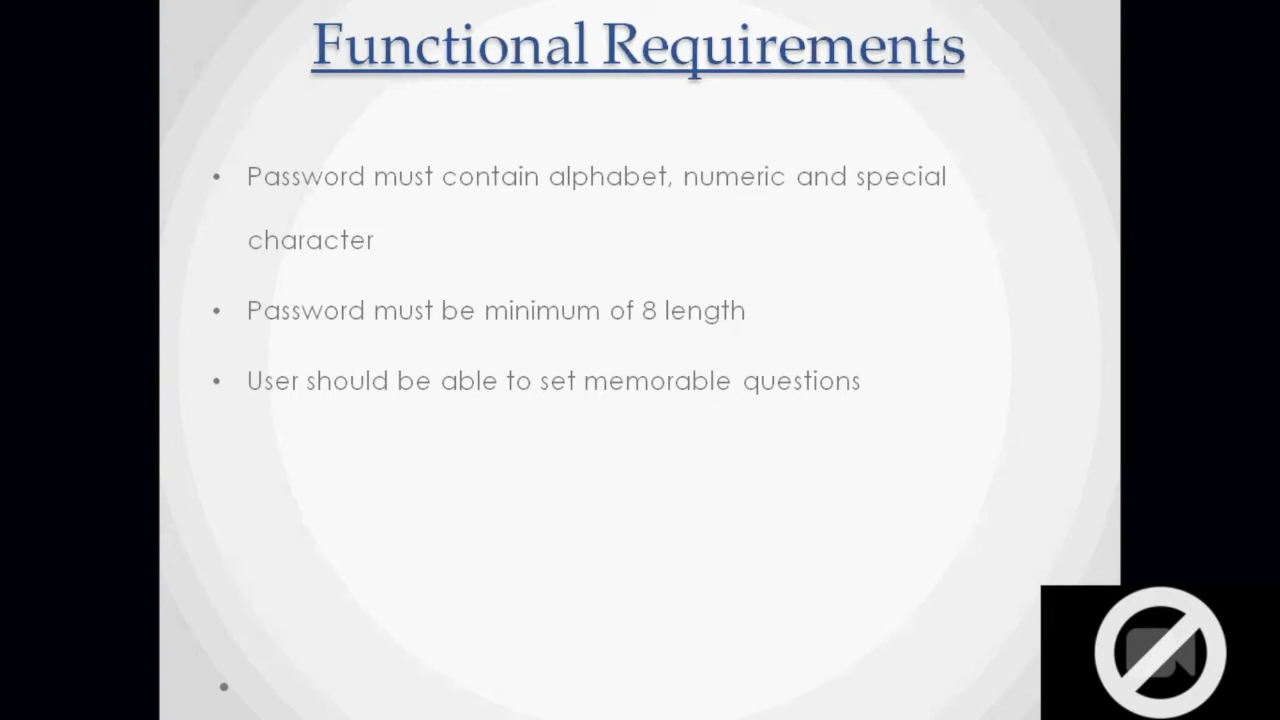 Functional Requirements
• Password must contain alphabet, numeric and special
character
• Password must be minimum of 8 length
• User should be able to set memorable questions
•